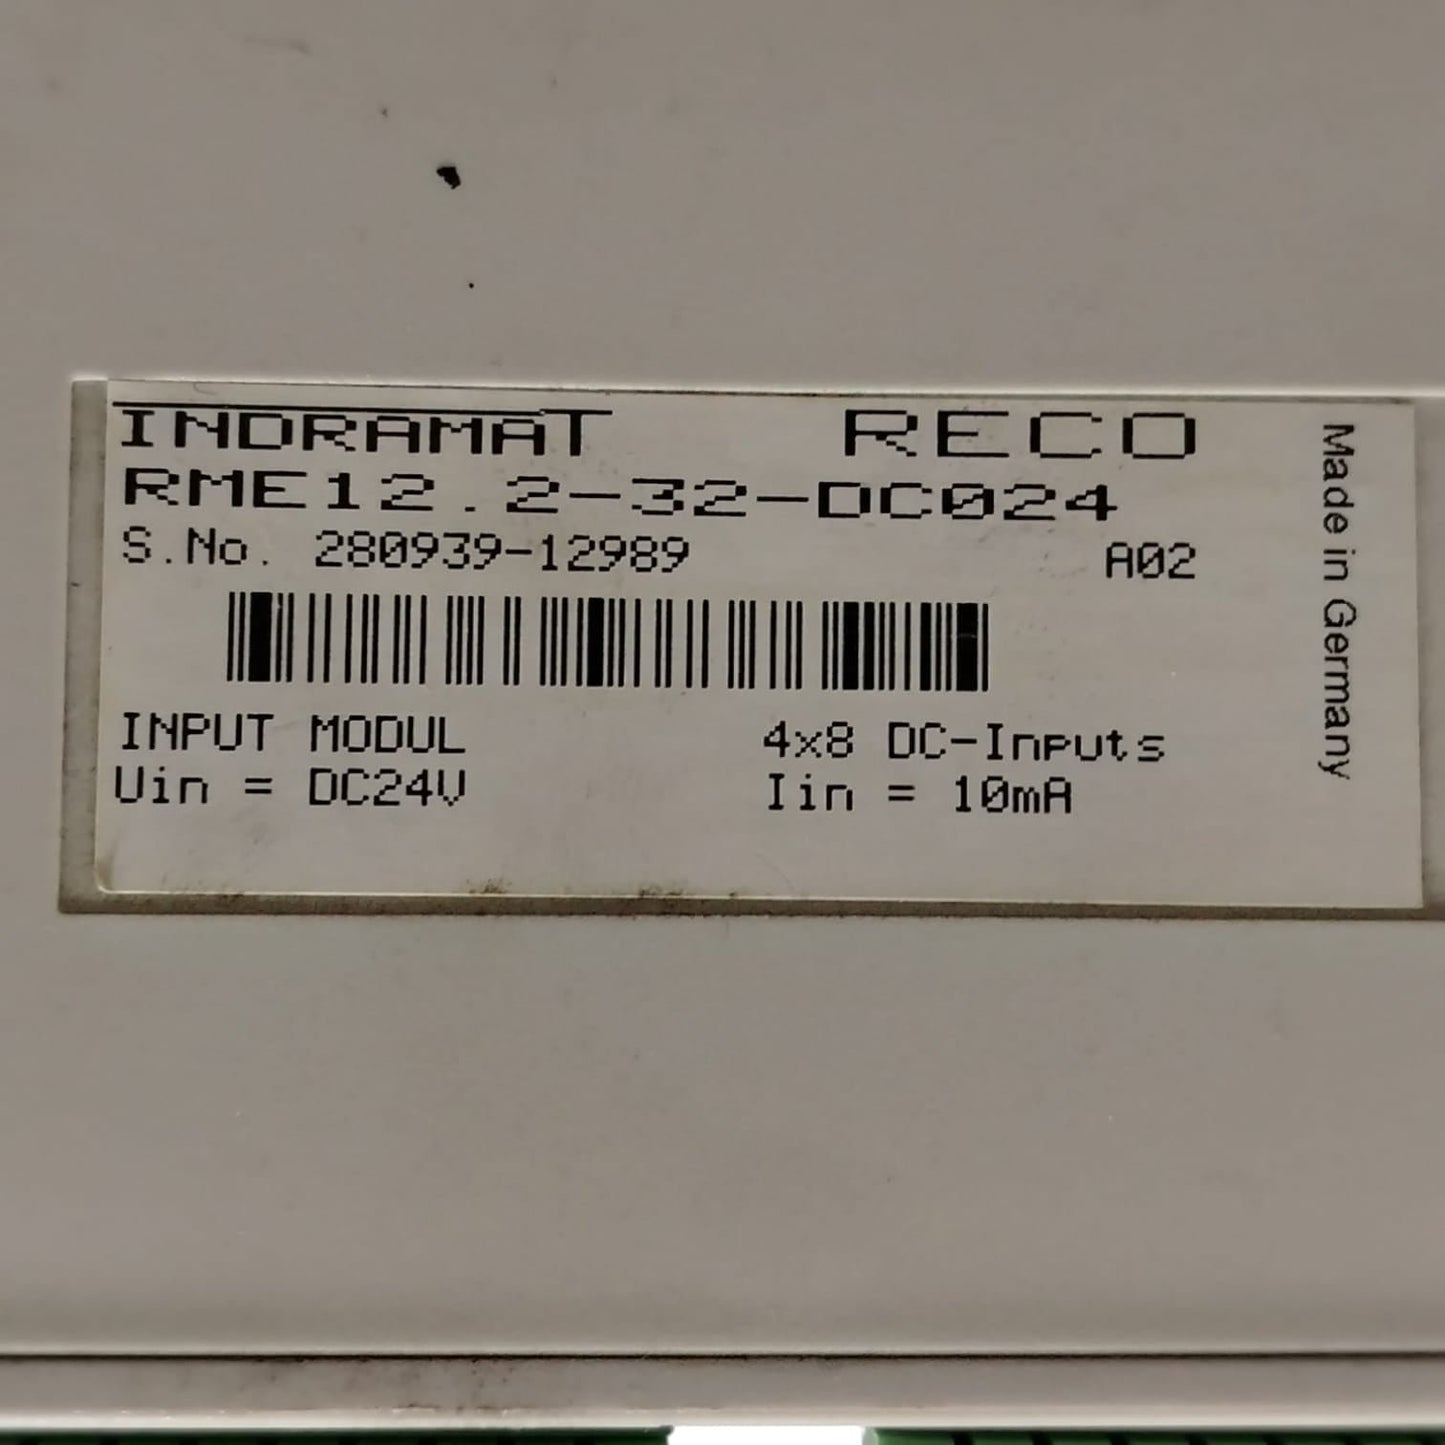 INDRAMAT RECO
RME12.2-32-DC024
S.No. 280939-12989 A02
INPUT MODUL 4x8 DC-Inputs
Uin = DC24V Iin = 10mA
Made in Germany